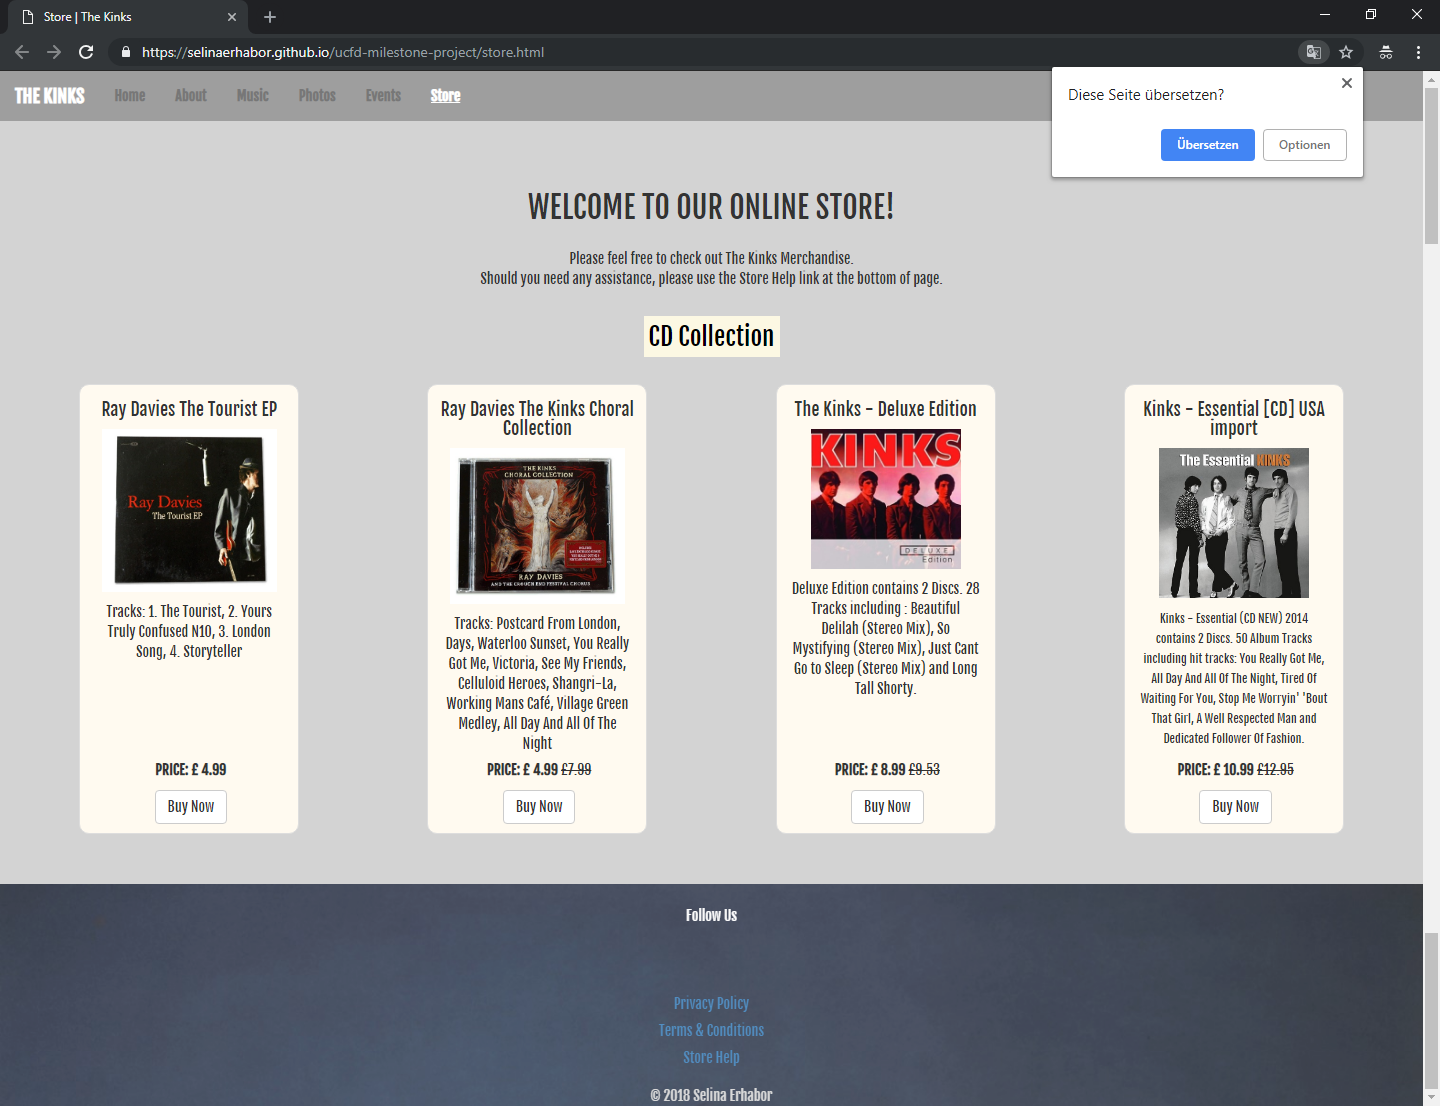 Store | The Kinks
https://selinaerhabor.github.io/ucfd-milestone-project/store.html
Diese Seite übersetzen?
Übersetzen Optionen
THE KINKS Home About Music Photos Events Store
WELCOME TO OUR ONLINE STORE!
Please feel free to check out The Kinks Merchandise.
Should you need any assistance, please use the Store Help link at the bottom of page.
CD Collection
Ray Davies The Tourist EP
Ray Davies
The Tourist EP
Tracks: 1. The Tourist, 2. Yours
Truly Confused N10, 3. London
Song, 4. Storyteller
PRICE: £ 4.99
Buy Now
Ray Davies The Kinks Choral
Collection
THE KINKS
CHORAL COLLECTION
RAY DAVIES
AND THE CROUCH END FESTIVAL CHORUS
Tracks: Postcard From London,
Days, Waterloo Sunset, You Really
Got Me, Victoria, See My Friends,
Celluloid Heroes, Shangri-La,
Working Mans Café, Village Green
Medley, All Day And All Of The
Night
PRICE: £ 4.99 £7.99
Buy Now
The Kinks - Deluxe Edition
KINKS
DELUXE
Edition
Deluxe Edition contains 2 Discs. 28
Tracks including : Beautiful
Delilah (Stereo Mix), So
Mystifying (Stereo Mix), Just Cant
Go to Sleep (Stereo Mix) and Long
Tall Shorty.
PRICE: £ 8.99 £9.53
Buy Now
Kinks - Essential [CD] USA
import
The Essential KINKS
Kinks - Essential (CD NEW) 2014
contains 2 Discs. 50 Album Tracks
including hit tracks: You Really Got Me,
All Day And All Of The Night, Tired Of
Waiting For You, Stop Me Worryin' 'Bout
That Girl, A Well Respected Man and
Dedicated Follower Of Fashion.
PRICE: £ 10.99 £12.95
Buy Now
Follow Us
Privacy Policy
Terms & Conditions
Store Help
© 2018 Selina Erhabor